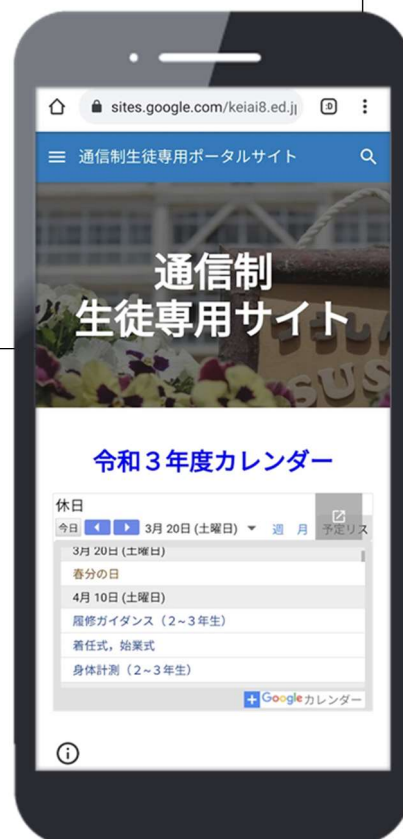 sites.google.com/keiai8.ed.j
:D
通信制生徒専用ポータルサイト
通信制
生徒専用サイト
SUS
令和３年度カレンダー
休日
今日 3月 20日 (土曜日) 週 月 予定リス
3月 20日 (土曜日)
春分の日
4月 10日 (土曜日)
履修ガイダンス（２~３年生）
着任式，始業式
身体計測（２~３年生）
Googleカレンダー